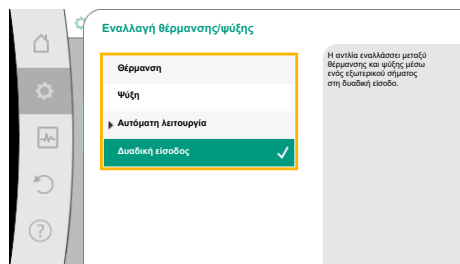 Εναλλαγή θέρμανσης/ψύξης
Θέρμανση
Ψύξη
Αυτόματη λειτουργία
Δυαδική είσοδος
Η αντλία εναλλάσσει μεταξύ
θέρμανσης και ψύξης μέσω
ενός εξωτερικού σήματος
στη δυαδική είσοδο.